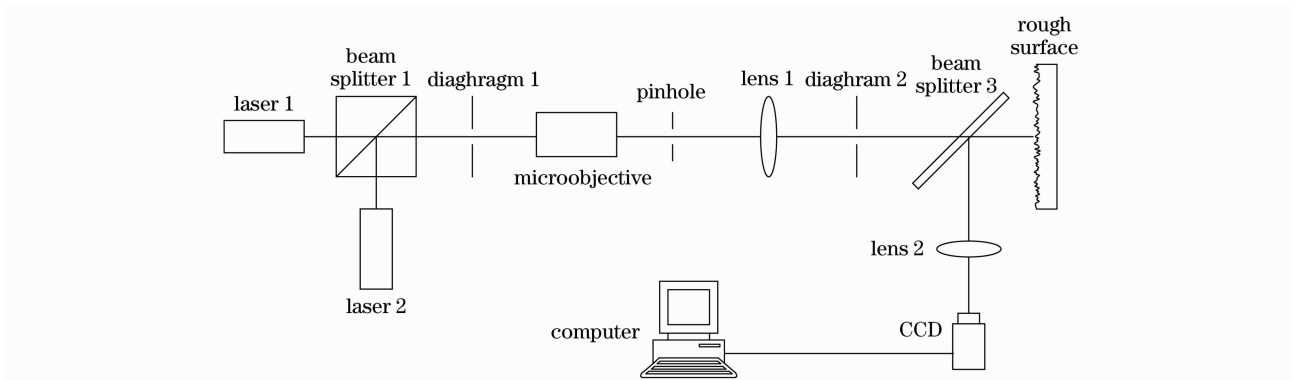 rough
surface
beam
splitter 1
diaghragm 1
lens 1
diaghram 2
beam
splitter 3
laser 1
pinhole
microobjective
lens 2
laser 2
computer
CCD